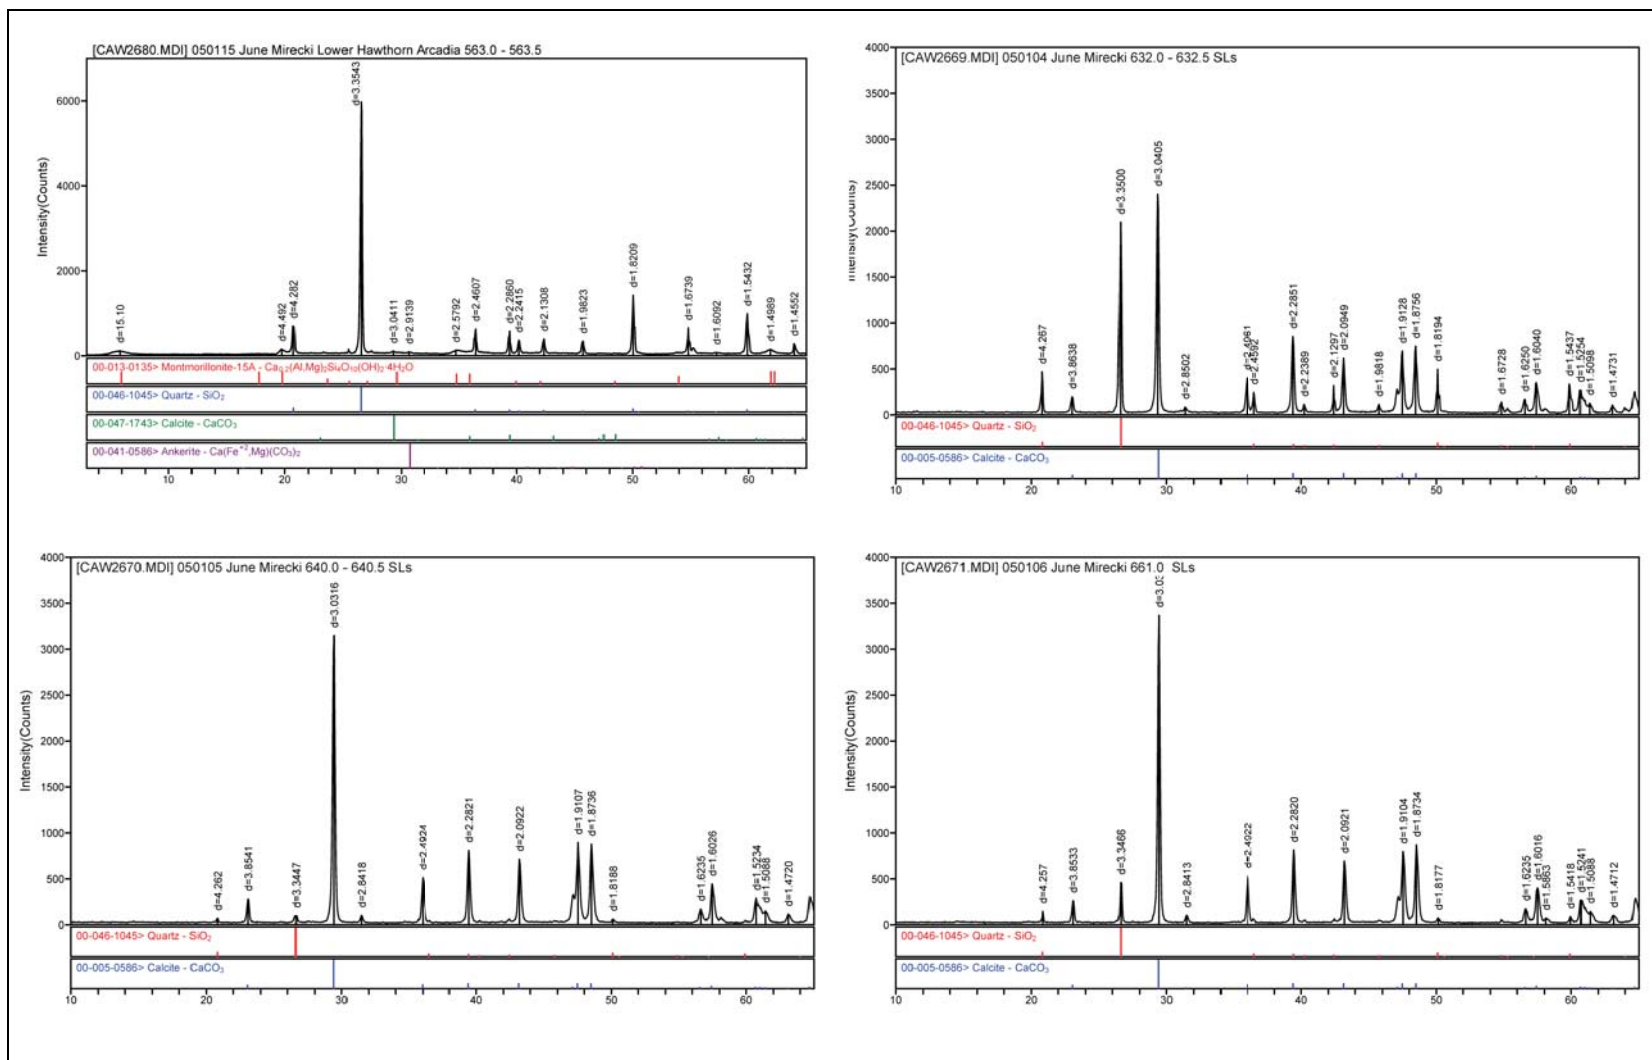 [CAW2680.MDI] 050115 June Mirecki Lower Hawthorn Arcadia 563.0 - 563.5
Intensity(Counts)
6000
4000
2000
0
d=15.10
d=4.492
d=4.282
d=3.3543
d=3.0411
d=2.9139
d=2.5792
d=2.4607
d=2.2860
d=2.2415
d=2.1308
d=1.9823
d=1.8209
d=1.6739
d=1.6092
d=1.5432
d=1.4989
d=1.4552
00-013-0135> Montmorillonite-15A - Ca0.2(Al,Mg)2Si4O10(OH)2·4H2O
00-046-1045> Quartz - SiO2
00-047-1743> Calcite - CaCO3
00-041-0586> Ankerite - Ca(Fe+2,Mg)(CO3)2
10 20 30 40 50 60
[CAW2669.MDI] 050104 June Mirecki 632.0 - 632.5 SLs
Intensity(Counts)
4000
3500
3000
2500
2000
1500
1000
500
0
d=4.267
d=3.8638
d=3.3500
d=3.0405
d=2.8502
d=2.4592
d=2.2851
d=2.2389
d=2.1297
d=2.0949
d=1.9818
d=1.9128
d=1.8756
d=1.8194
d=1.6728
d=1.6250
d=1.6040
d=1.5437
d=1.5254
d=1.5098
d=1.4731
00-046-1045> Quartz - SiO2
00-005-0586> Calcite - CaCO3
10 20 30 40 50 60
[CAW2670.MDI] 050105 June Mirecki 640.0 - 640.5 SLs
Intensity(Counts)
4000
3500
3000
2500
2000
1500
1000
500
0
d=4.262
d=3.8541
d=3.3447
d=3.0316
d=2.8418
d=2.4924
d=2.2821
d=2.0922
d=1.9107
d=1.8736
d=1.8188
d=1.6235
d=1.6026
d=1.5234
d=1.5088
d=1.4720
00-046-1045> Quartz - SiO2
00-005-0586> Calcite - CaCO3
10 20 30 40 50 60
[CAW2671.MDI] 050106 June Mirecki 661.0 SLs
Intensity(Counts)
4000
3500
3000
2500
2000
1500
1000
500
0
d=4.257
d=3.8533
d=3.3466
d=2.8413
d=2.4922
d=2.2820
d=2.0921
d=1.9104
d=1.8734
d=1.8177
d=1.6235
d=1.6016
d=1.5863
d=1.5418
d=1.5241
d=1.5088
d=1.4712
00-046-1045> Quartz - SiO2
00-005-0586> Calcite - CaCO3
10 20 30 40 50 60